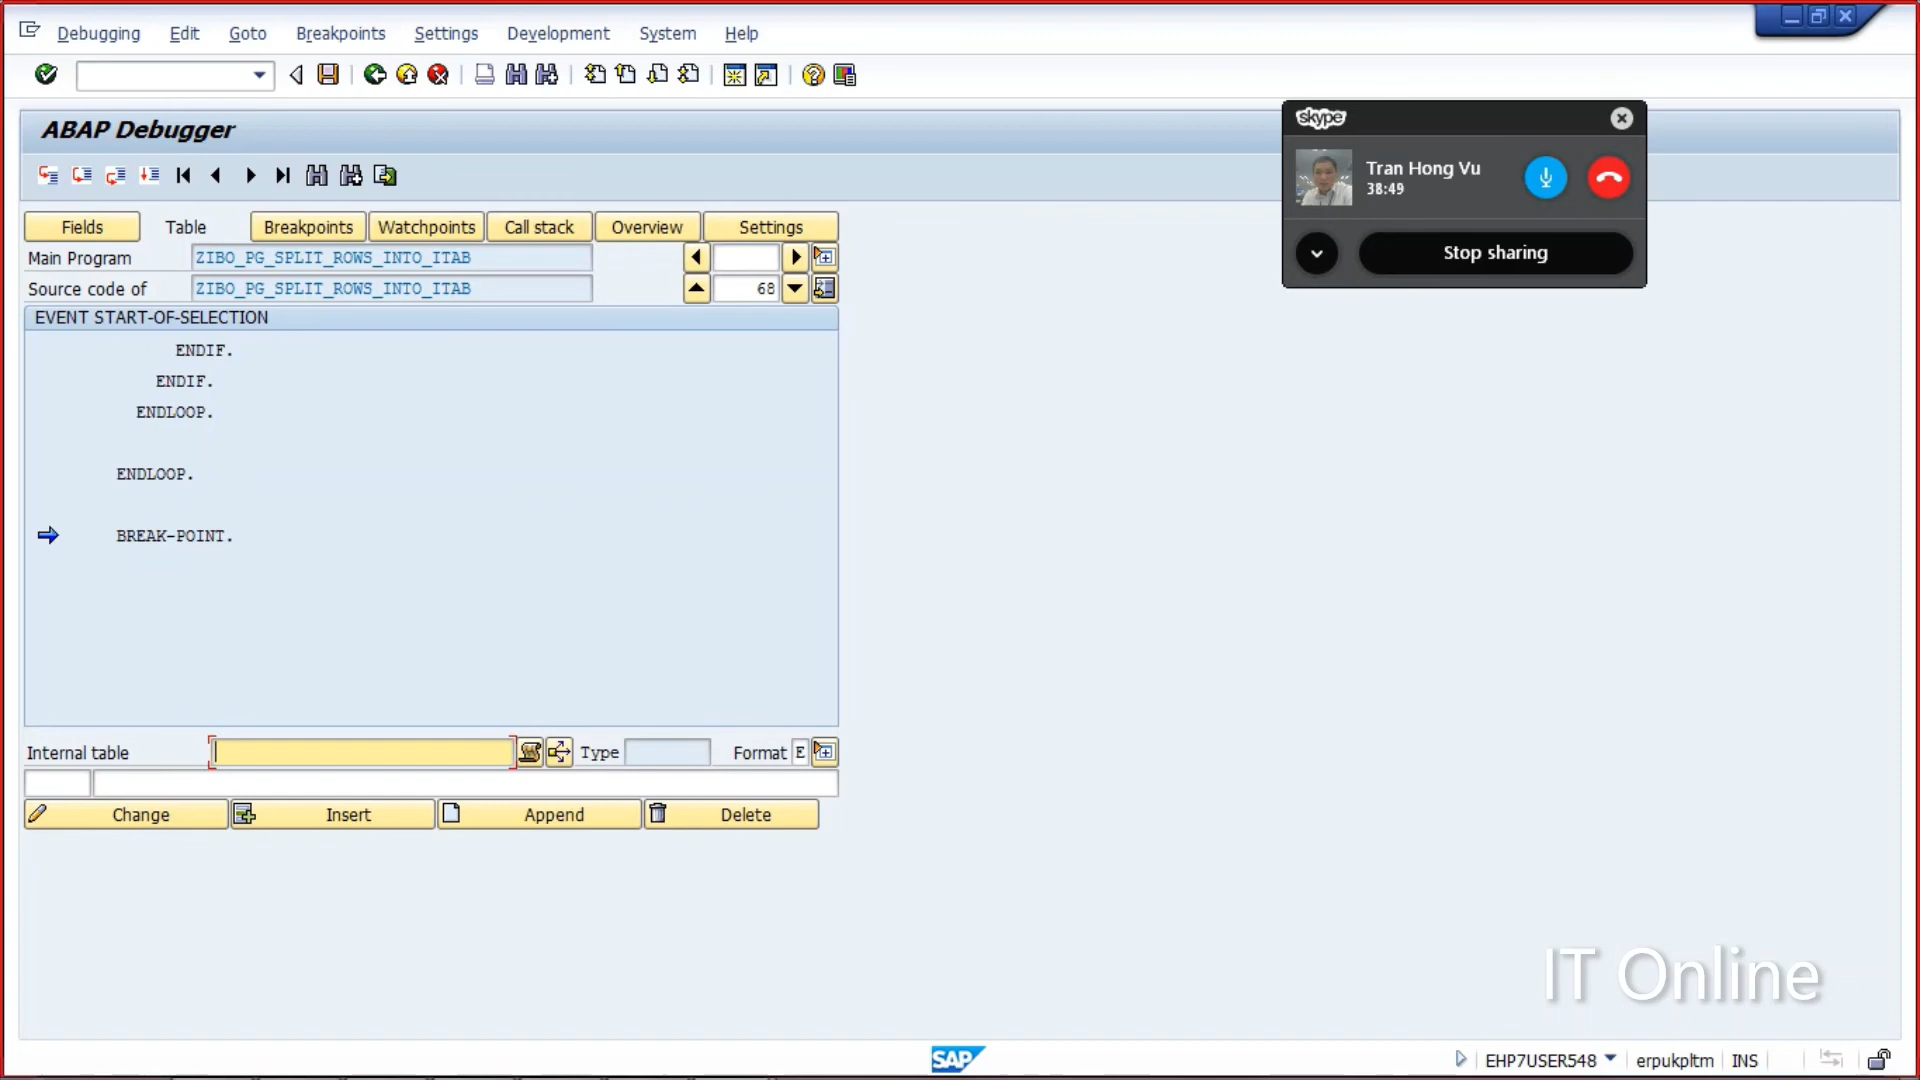 Debugging Edit Goto Breakpoints Settings Development System Help
ABAP Debugger
skype
Tran Hong Vu
38:49
Stop sharing
Fields Table Breakpoints Watchpoints Call stack Overview Settings
Main Program ZIBO_PG_SPLIT_ROWS_INTO_ITAB
Source code of ZIBO_PG_SPLIT_ROWS_INTO_ITAB 68
EVENT START-OF-SELECTION
ENDIF.
ENDIF.
ENDLOOP.
ENDLOOP.
BREAK-POINT.
Internal table Type Format E
Change Insert Append Delete
IT Online
SAP EHP7USER548 erpukpltm INS